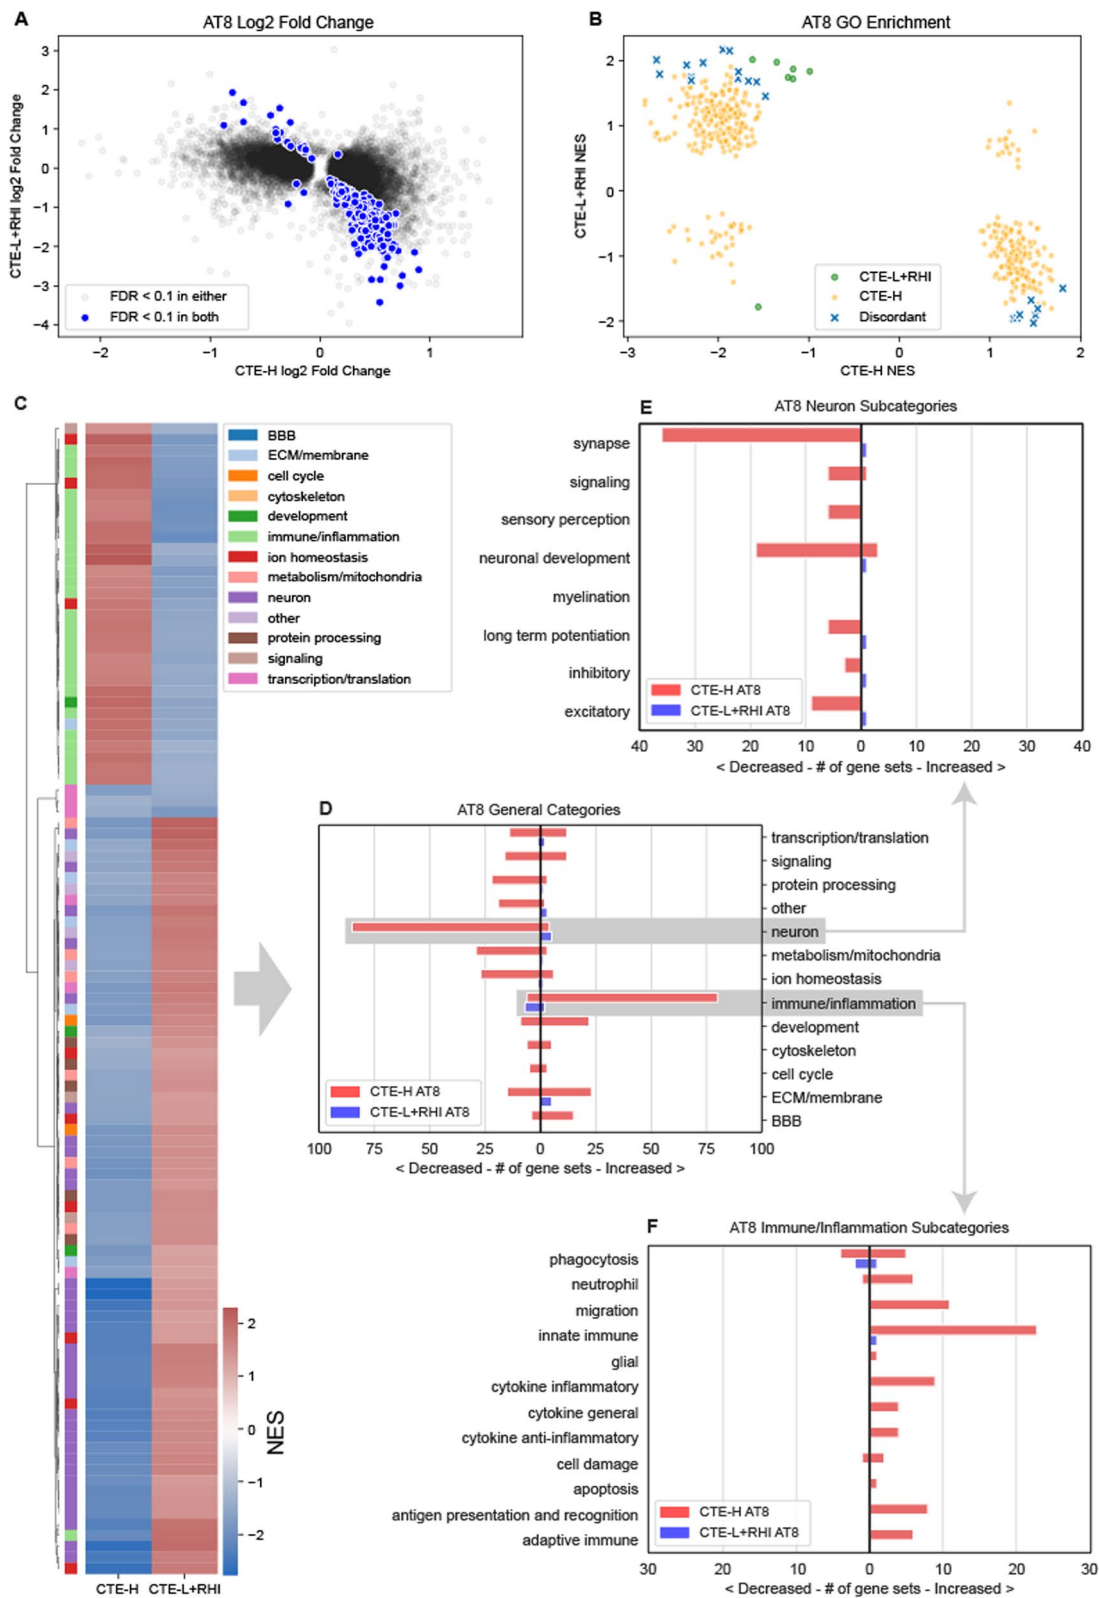 A
AT8 Log2 Fold Change
CTE-L+RHI log2 Fold Change
3
2
1
0
−1
−2
−3
−4
FDR < 0.1 in either
FDR < 0.1 in both
−2
−1
0
1
CTE-H log2 Fold Change
B
AT8 GO Enrichment
CTE-L+RHI NES
2
1
0
−1
−2
CTE-L+RHI
CTE-H
Discordant
−3
−2
−1
0
1
2
CTE-H NES
C
BBB
ECM/membrane
cell cycle
cytoskeleton
development
immune/inflammation
ion homeostasis
metabolism/mitochondria
neuron
other
protein processing
signaling
transcription/translation
2
1
0
−1
−2
NES
CTE-H
CTE-L+RHI
E
AT8 Neuron Subcategories
synapse
signaling
sensory perception
neuronal development
myelination
long term potentiation
inhibitory
excitatory
CTE-H AT8
CTE-L+RHI AT8
40
30
20
10
0
10
20
30
40
< Decreased - # of gene sets - Increased >
D
AT8 General Categories
transcription/translation
signaling
protein processing
other
neuron
metabolism/mitochondria
ion homeostasis
immune/inflammation
development
cytoskeleton
cell cycle
ECM/membrane
BBB
CTE-H AT8
CTE-L+RHI AT8
100
75
50
25
0
25
50
75
100
< Decreased - # of gene sets - Increased >
F
AT8 Immune/Inflammation Subcategories
phagocytosis
neutrophil
migration
innate immune
glial
cytokine inflammatory
cytokine general
cytokine anti-inflammatory
cell damage
apoptosis
antigen presentation and recognition
adaptive immune
CTE-H AT8
CTE-L+RHI AT8
30
20
10
0
10
20
30
< Decreased - # of gene sets - Increased >